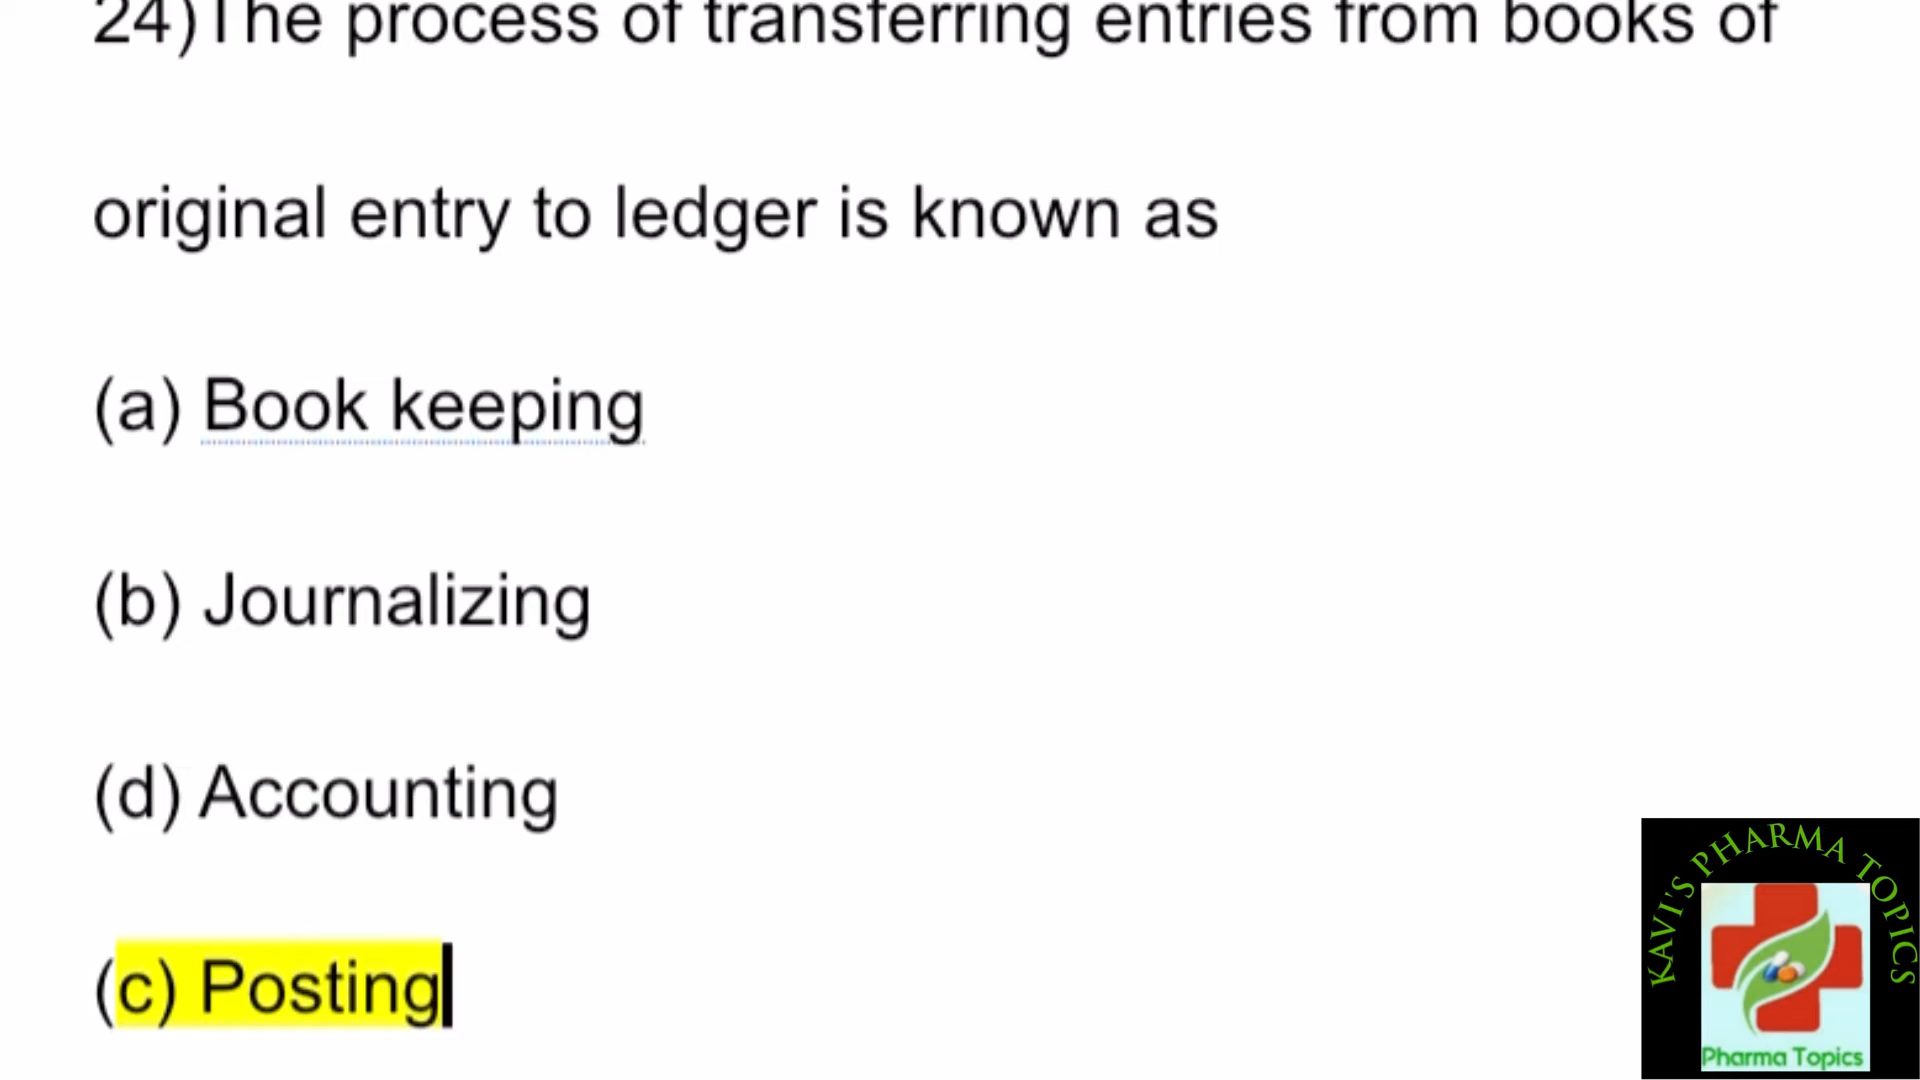 24)The process of transferring entries from books of
original entry to ledger is known as
(a) Book keeping
(b) Journalizing
(d) Accounting
(c) Posting
KAVI'S PHARMA TOPICS
Pharma Topics